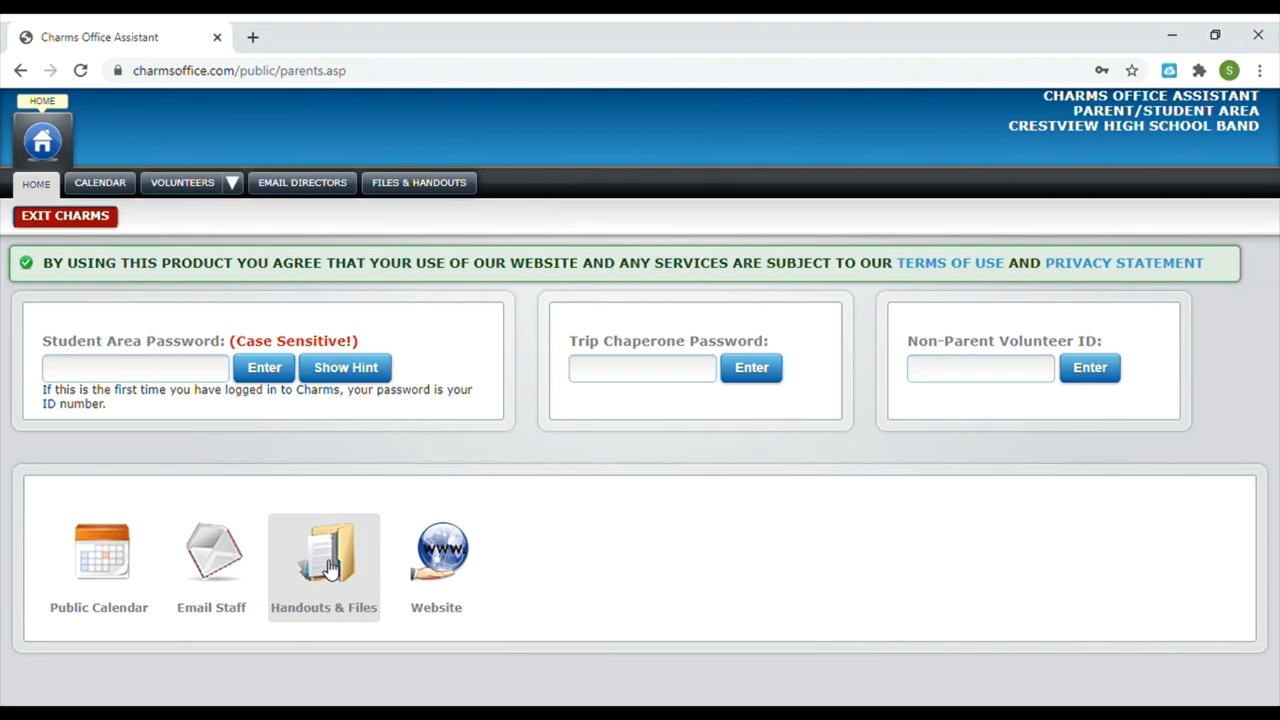 Charms Office Assistant
charmsoffice.com/public/parents.asp
S
HOME
CHARMS OFFICE ASSISTANT
PARENT/STUDENT AREA
CRESTVIEW HIGH SCHOOL BAND
HOME CALENDAR VOLUNTEERS EMAIL DIRECTORS FILES & HANDOUTS
EXIT CHARMS
BY USING THIS PRODUCT YOU AGREE THAT YOUR USE OF OUR WEBSITE AND ANY SERVICES ARE SUBJECT TO OUR TERMS OF USE AND PRIVACY STATEMENT
Student Area Password: (Case Sensitive!)
Enter Show Hint
If this is the first time you have logged in to Charms, your password is your
ID number.
Trip Chaperone Password:
Enter
Non-Parent Volunteer ID:
Enter
www.
Public Calendar Email Staff Handouts & Files Website